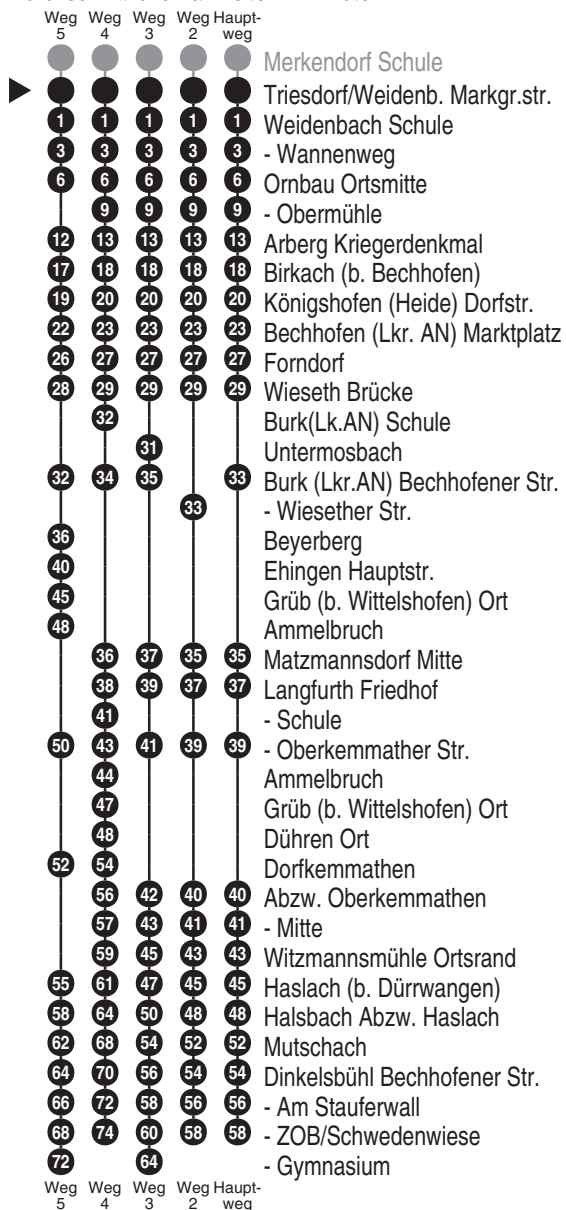 Weg Weg Weg Weg Haupt-
5 4 3 2 weg
Merkendorf Schule
Triesdorf/Weidenb. Markgr.str.
1 1 1 1 1 Weidenbach Schule
3 3 3 3 3 - Wannenweg
6 6 6 6 6 Ornbau Ortsmitte
9 9 9 9 - Obermühle
12 13 13 13 13 Arberg Kriegerdenkmal
17 18 18 18 18 Birkach (b. Bechhofen)
19 20 20 20 20 Königshofen (Heide) Dorfstr.
22 23 23 23 23 Bechhofen (Lkr. AN) Marktplatz
26 27 27 27 27 Forndorf
28 29 29 29 29 Wieseth Brücke
32 Burk(Lk.AN) Schule
31 Untermosbach
32 34 35 33 Burk (Lkr.AN) Bechhofener Str.
33 - Wiesether Str.
36 Beyerberg
40 Ehingen Hauptstr.
45 Grüb (b. Wittelshofen) Ort
48 Ammelbruch
36 37 35 35 Matzmannsdorf Mitte
38 39 37 37 Langfurth Friedhof
41 - Schule
50 43 41 39 39 - Oberkemmather Str.
44 Ammelbruch
47 Grüb (b. Wittelshofen) Ort
48 Dühren Ort
52 54 Dorfkemmathen
56 42 40 40 Abzw. Oberkemmathen
57 43 41 41 - Mitte
59 45 43 43 Witzmannsmühle Ortsrand
55 61 47 45 45 Haslach (b. Dürrwangen)
58 64 50 48 48 Halsbach Abzw. Haslach
62 68 54 52 52 Mutschach
64 70 56 54 54 Dinkelsbühl Bechhofener Str.
66 72 58 56 56 - Am Stauferwall
68 74 60 58 58 - ZOB/Schwedenwiese
72 64 - Gymnasium
Weg Weg Weg Weg Haupt-
5 4 3 2 weg